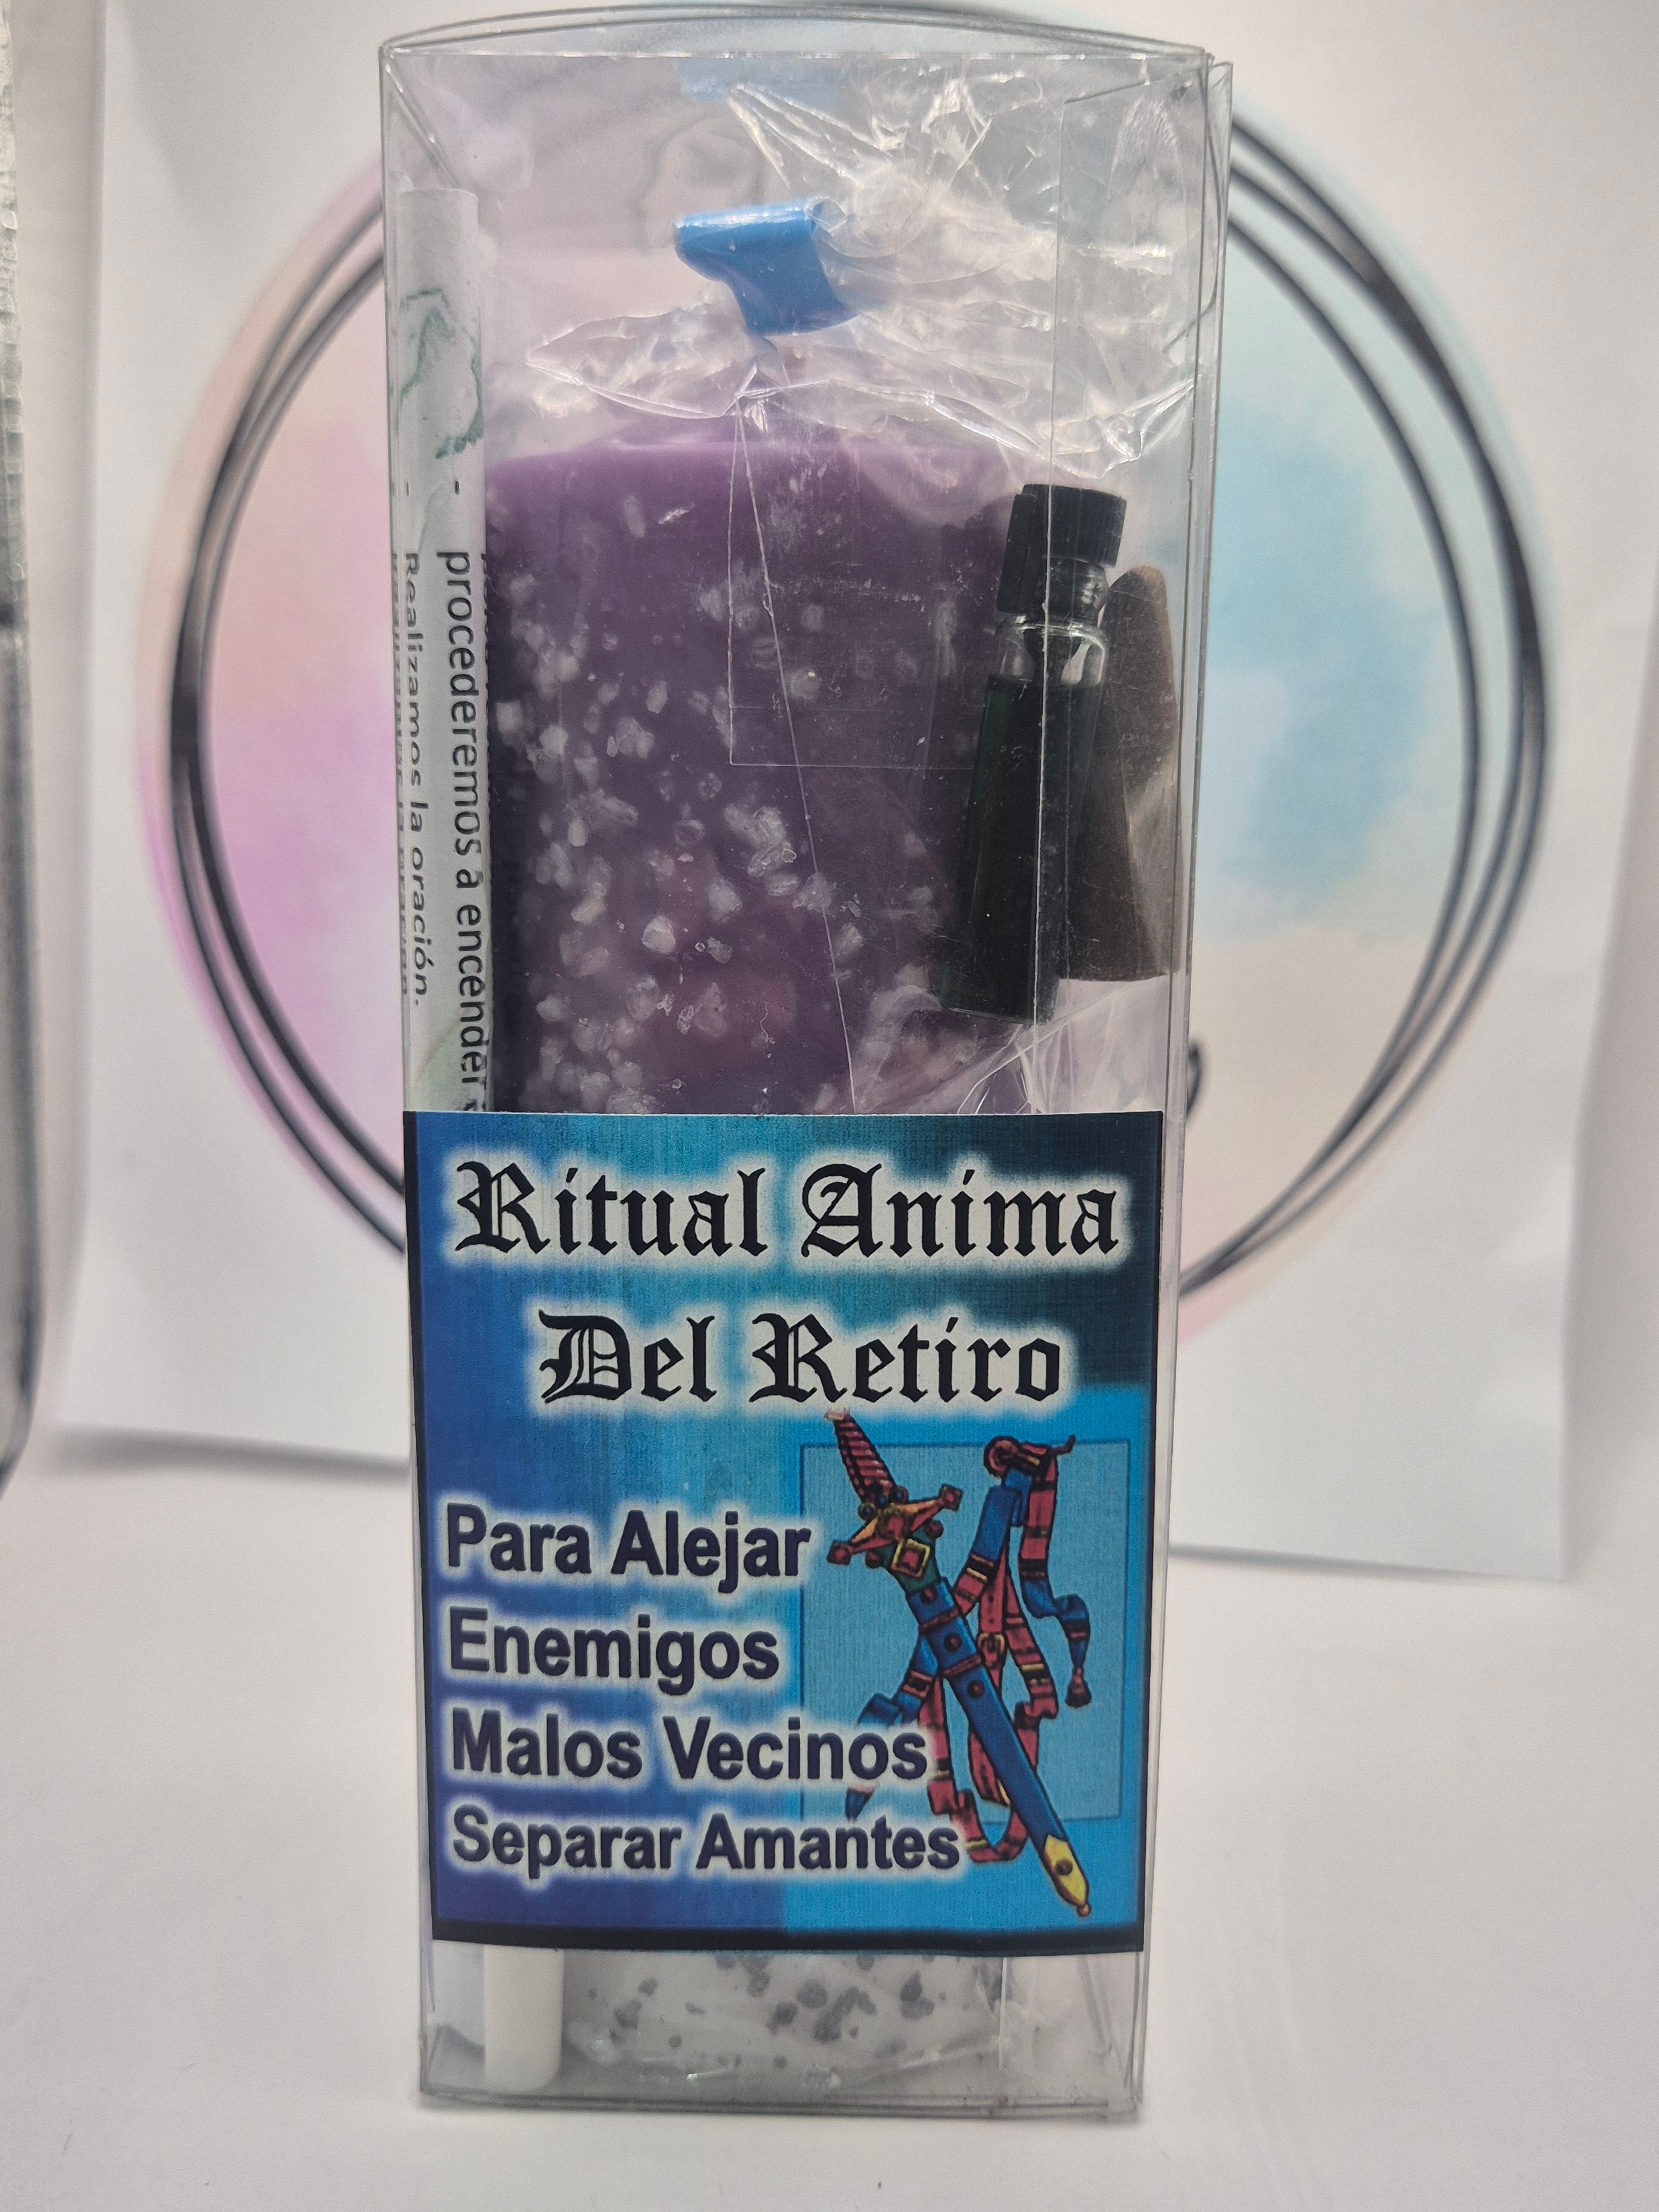 procederemos a encender
Realizamos la oración.
Ritual Anima
Del Retiro
Para Alejar
Enemigos
Malos Vecinos
Separar Amantes